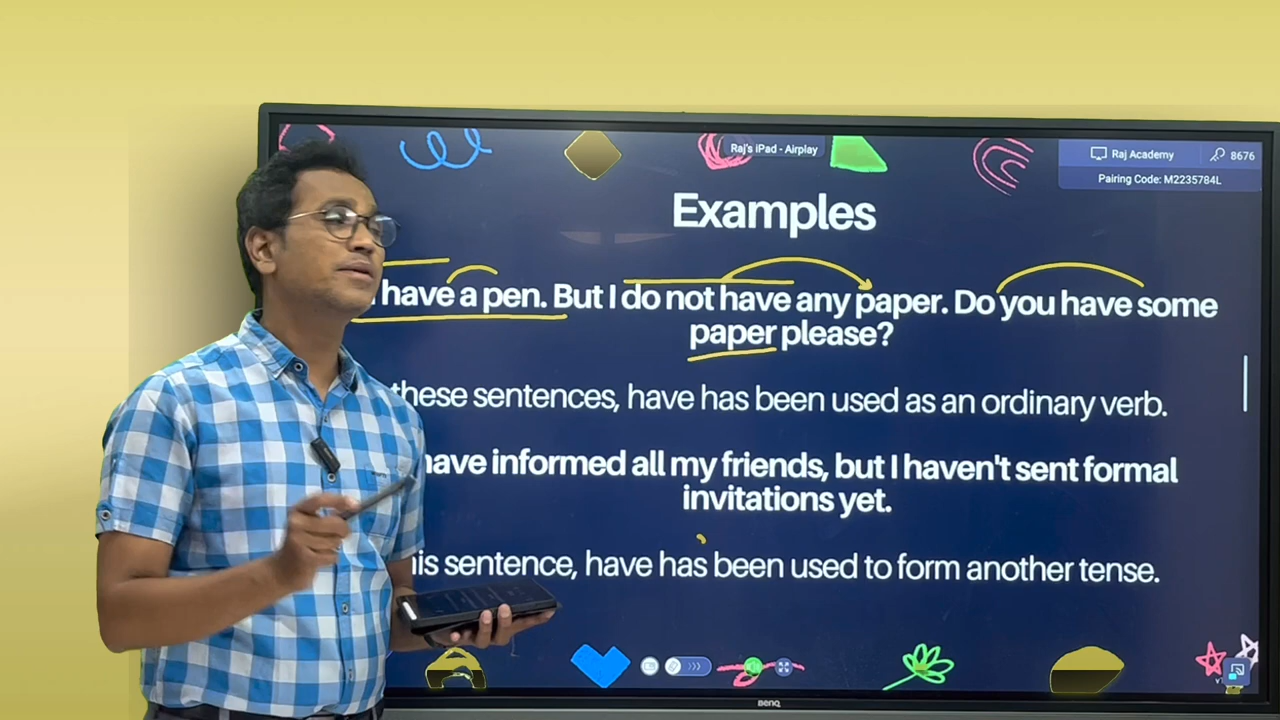 Raj's iPad - Airplay
Raj Academy
8676
Pairing Code: M2235784L
Examples
I have a pen. But I do not have any paper. Do you have some
paper please?
these sentences, have has been used as an ordinary verb.
have informed all my friends, but I haven't sent formal
invitations yet.
sentence, have has been used to form another tense.
BenQ